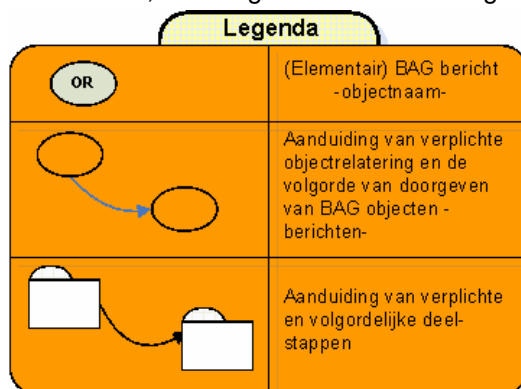 Legenda
OR
(Elementair) BAG bericht
-objectnaam-
Aanduiding van verplichte
objectrelatering en de
volgorde van doorgeven
van BAG objecten -
berichten-
Aanduiding van verplichte
en volgordelijke deel-
stappen